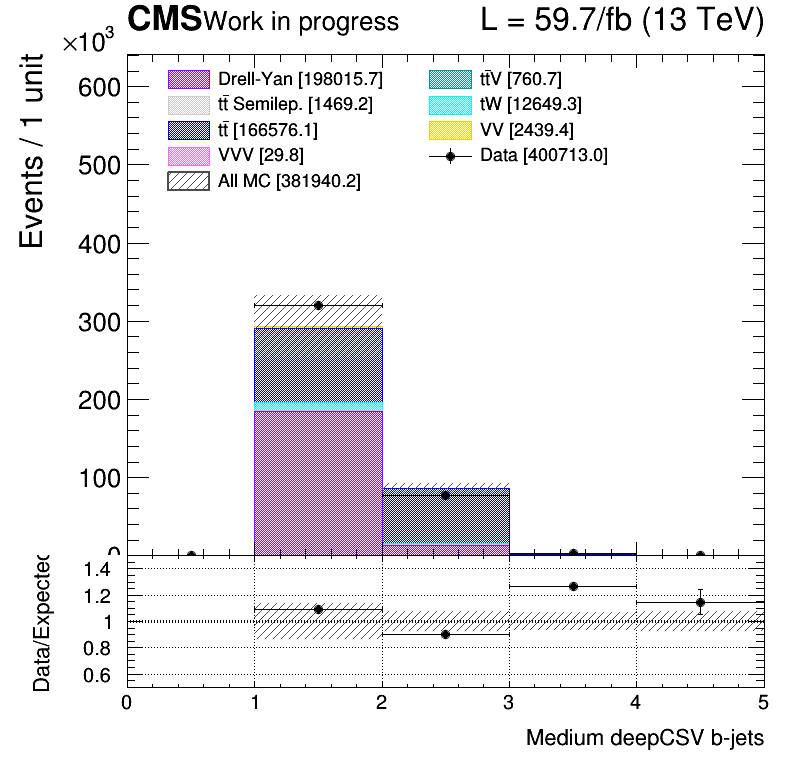 CMS Work in progress L = 59.7/fb (13 TeV)
×10³
Drell-Yan [198015.7] tt̄V [760.7]
tt̄ Semilep. [1469.2] tW [12649.3]
tt̄ [166576.1] VV [2439.4]
VVV [29.8] Data [400713.0]
All MC [381940.2]
Events / 1 unit
600
500
400
300
200
100
0
Data/Expected
1.4
1.2
1
0.8
0.6
0 1 2 3 4 5
Medium deepCSV b-jets